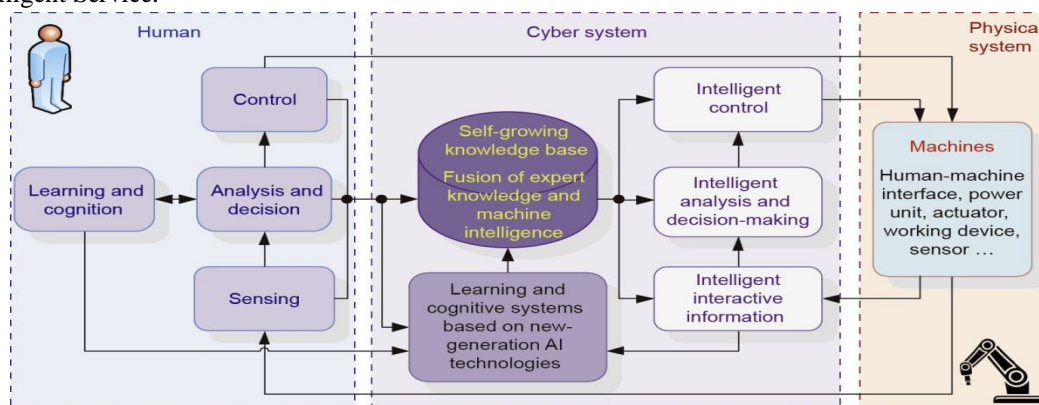 Human
Cyber system
Physica
system
Control
Learning and
cognition
Analysis and
decision
Sensing
Self-growing
knowledge base
Fusion of expert
knowledge and
machine
intelligence
Learning and
cognitive systems
based on new-
generation AI
technologies
Intelligent
control
Intelligent
analysis and
decision-making
Intelligent
interactive
information
Machines
Human-machine
interface, power
unit, actuator,
working device,
sensor ...